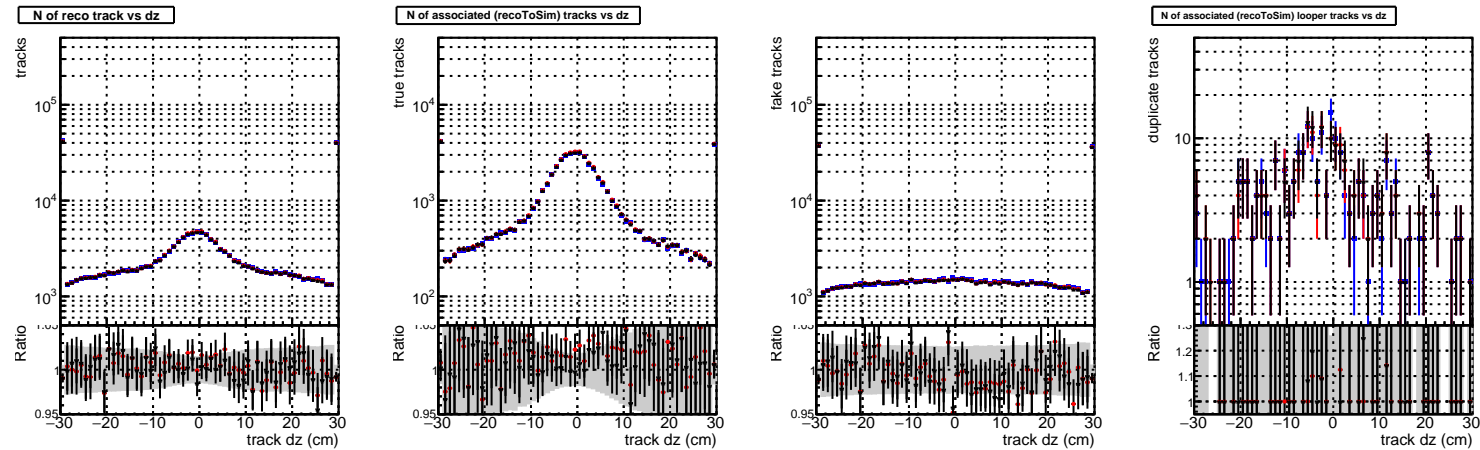 N of reco track vs dz
tracks
10^5
10^4
10^3
Ratio
1.05
1
0.95
−30 −20 −10 0 10 20 30
track dz (cm)
N of associated (recoToSim) tracks vs dz
true tracks
10^4
10^3
10^2
Ratio
1.05
1
0.95
−30 −20 −10 0 10 20 30
track dz (cm)
fake tracks
10^5
10^4
10^3
Ratio
1.05
1
0.95
−30 −20 −10 0 10 20 30
track dz (cm)
N of associated (recoToSim) looper tracks vs dz
duplicate tracks
10
1
Ratio
1.3
1.2
1.1
1
−30 −20 −10 0 10 20 30
track dz (cm)